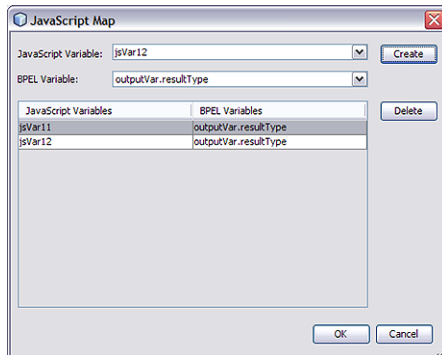 JavaScript Map
JavaScript Variable: jsVar12 Create
BPEL Variable: outputVar.resultType
JavaScript Variables BPEL Variables Delete
jsVar11 outputVar.resultType
jsVar12 outputVar.resultType
OK Cancel